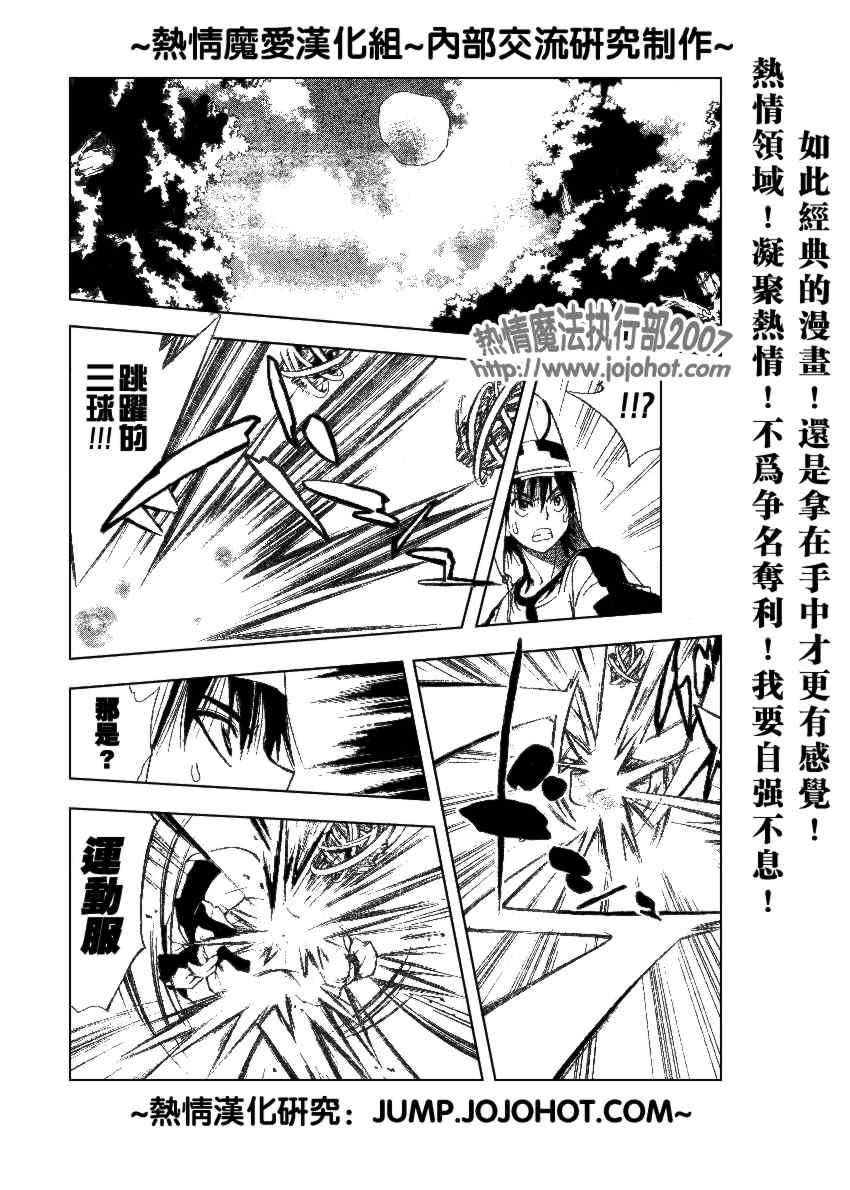 ~熱情魔愛漢化組~內部交流研究制作~
如此經典的漫畫！還是拿在手中才更有感覺！
熱情領域！凝聚熱情！不爲争名奪利！我要自强不息！
熱情魔法执行部2007
http://www.jojohot.com
!!?
跳躍的
三球!!!
那是?
運動服
~熱情漢化研究：JUMP.JOJOHOT.COM~